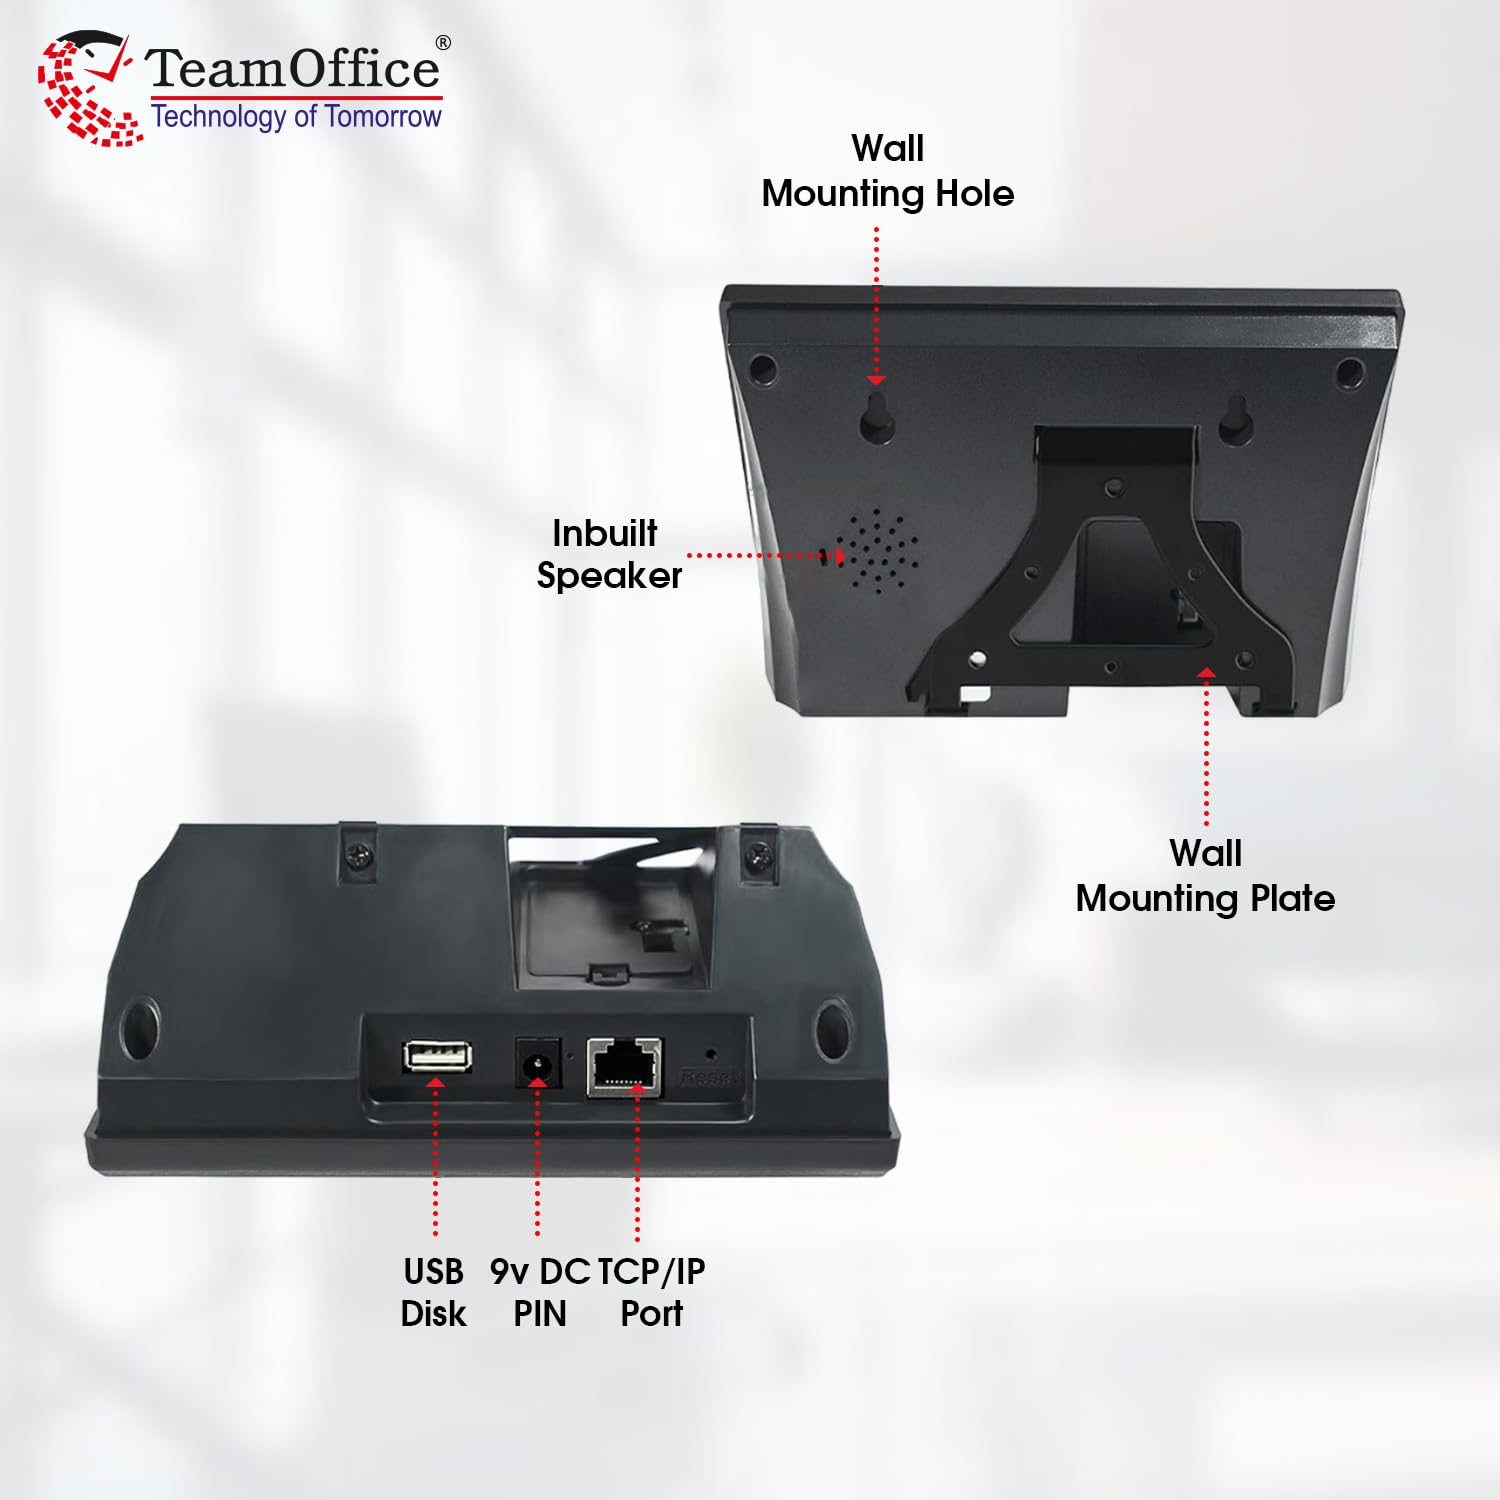 TeamOffice®
Technology of Tomorrow
Wall
Mounting Hole
Inbuilt
Speaker
Wall
Mounting Plate
Reset
USB
Disk
9v DC
PIN
TCP/IP
Port